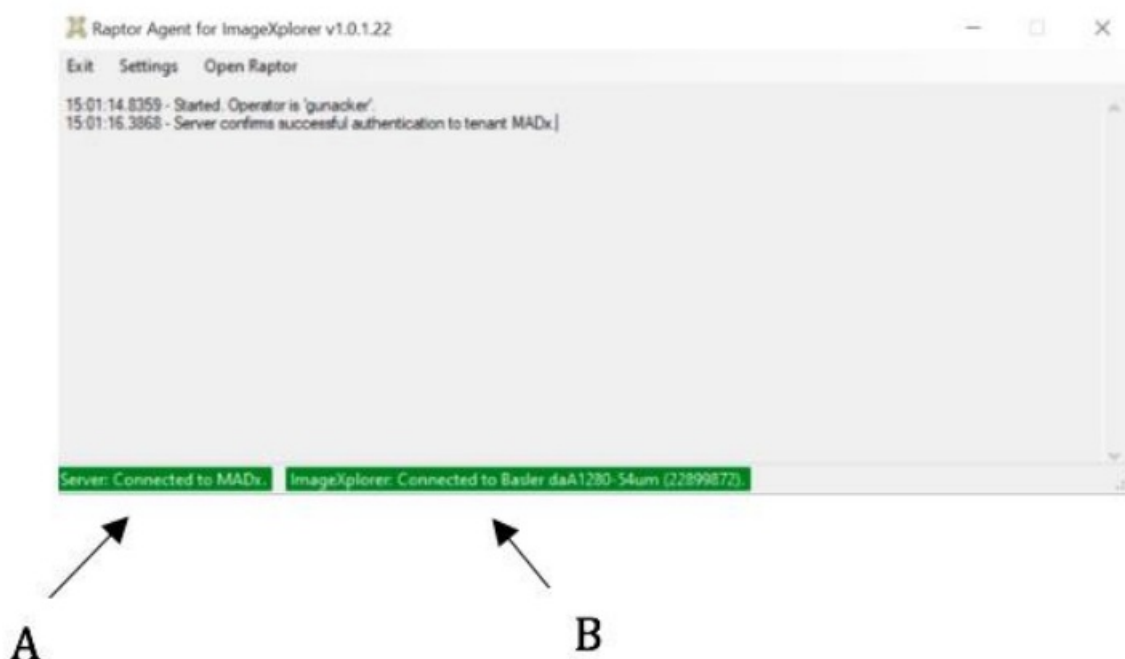 Raptor Agent for ImageXplorer v1.0.1.22
Exit Settings Open Raptor
15:01:14.8359 - Started. Operator is 'gunacker'.
15:01:16.3868 - Server confirms successful authentication to tenant MADx.
Server: Connected to MADx. ImageXplorer: Connected to Basler daA1280-54um (22899872).
A B